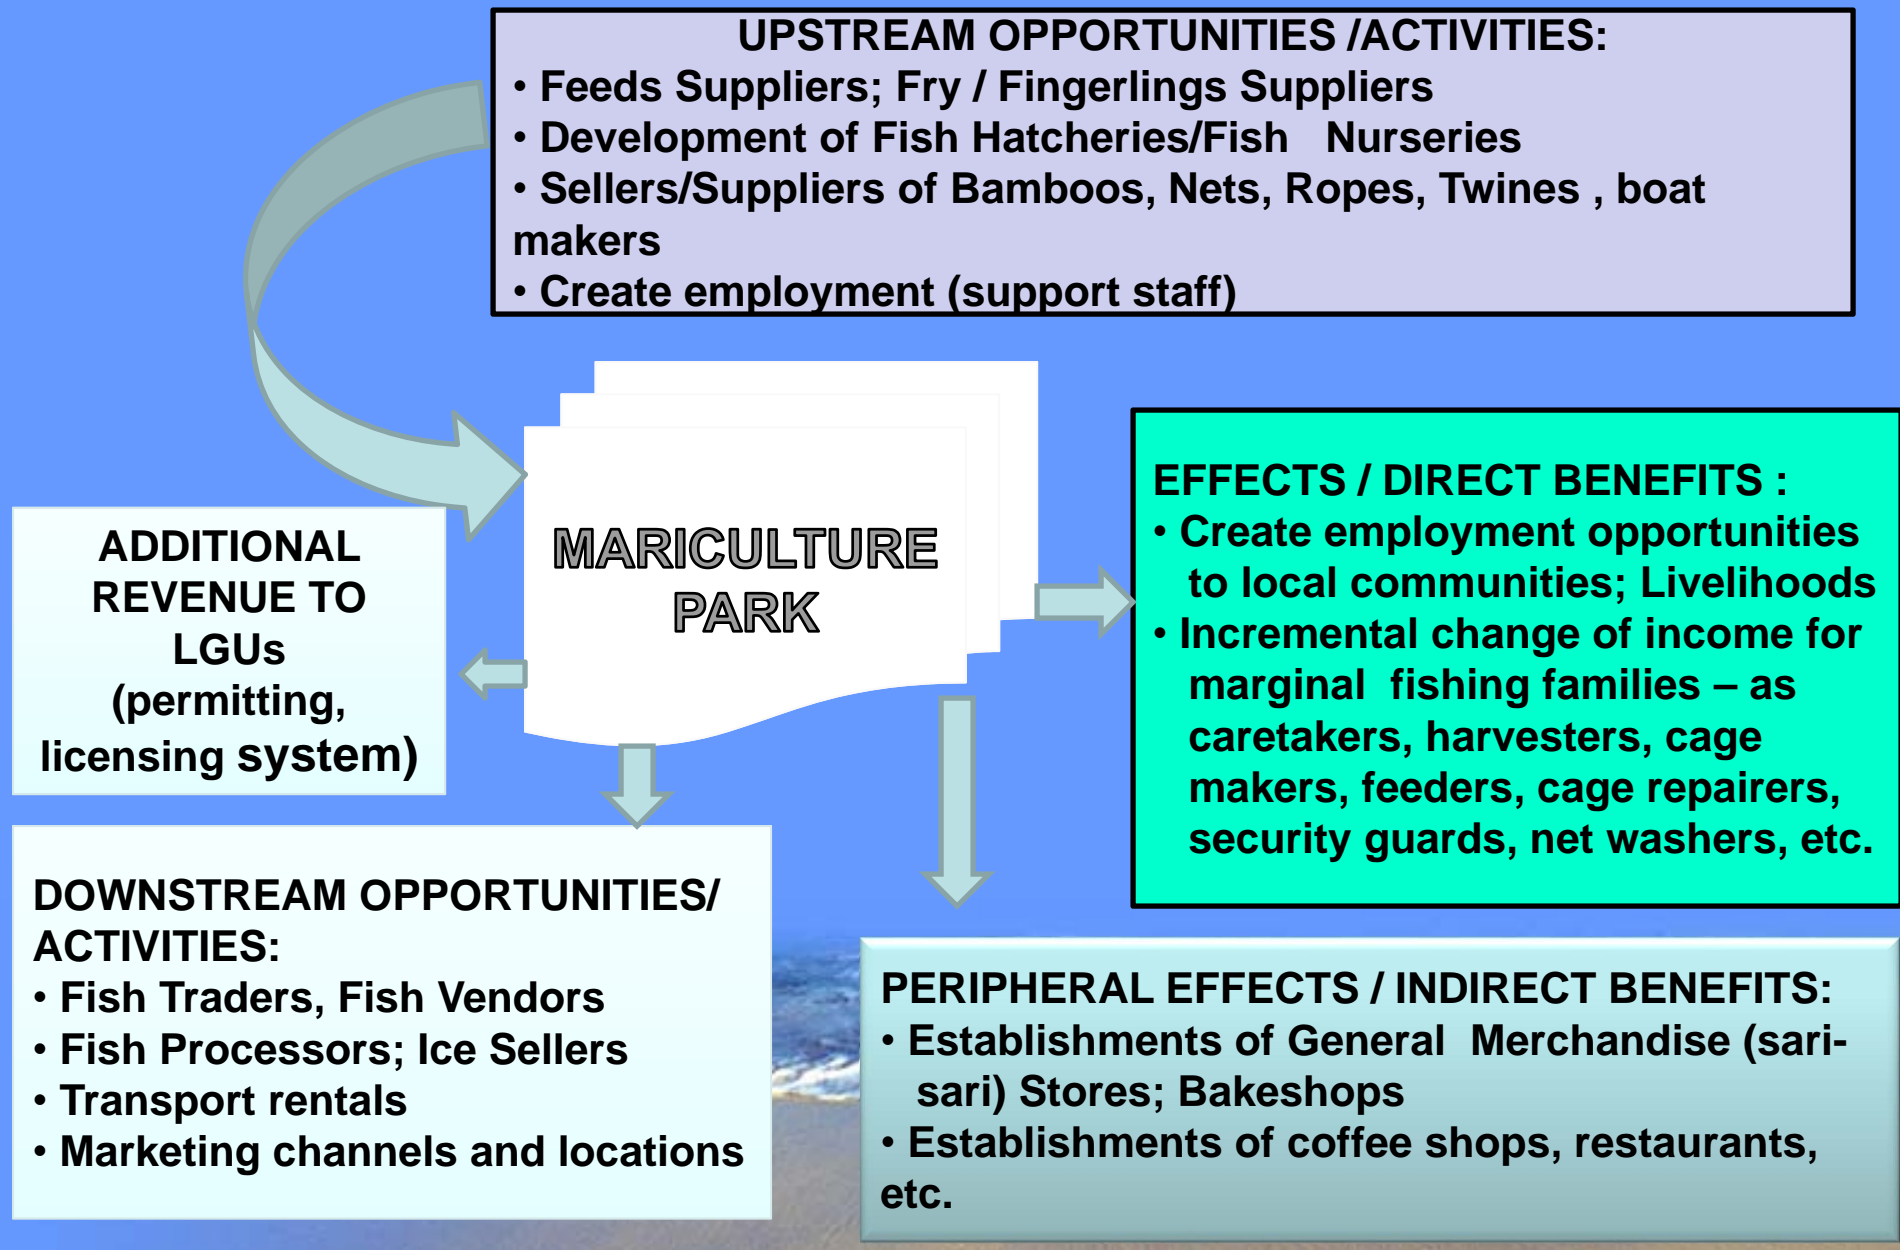 UPSTREAM OPPORTUNITIES /ACTIVITIES:
• Feeds Suppliers; Fry / Fingerlings Suppliers
• Development of Fish Hatcheries/Fish Nurseries
• Sellers/Suppliers of Bamboos, Nets, Ropes, Twines , boat
makers
• Create employment (support staff)
MARICULTURE
PARK
ADDITIONAL
REVENUE TO
LGUs
(permitting,
licensing system)
EFFECTS / DIRECT BENEFITS :
• Create employment opportunities
to local communities; Livelihoods
• Incremental change of income for
marginal fishing families – as
caretakers, harvesters, cage
makers, feeders, cage repairers,
security guards, net washers, etc.
DOWNSTREAM OPPORTUNITIES/
ACTIVITIES:
• Fish Traders, Fish Vendors
• Fish Processors; Ice Sellers
• Transport rentals
• Marketing channels and locations
PERIPHERAL EFFECTS / INDIRECT BENEFITS:
• Establishments of General Merchandise (sari-
sari) Stores; Bakeshops
• Establishments of coffee shops, restaurants,
etc.